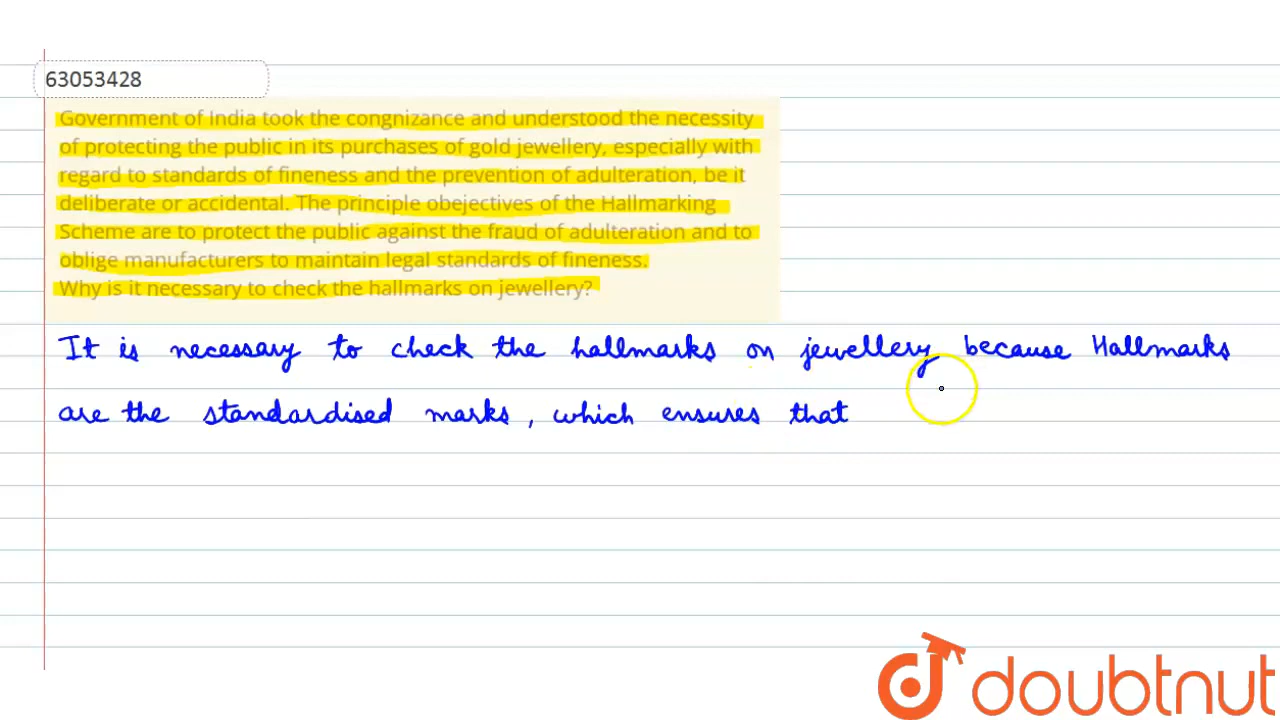 63053428
Government of India took the congnizance and understood the necessity
of protecting the public in its purchases of gold jewellery, especially with
regard to standards of fineness and the prevention of adulteration, be it
deliberate or accidental. The principle obejectives of the Hallmarking
Scheme are to protect the public against the fraud of adulteration and to
oblige manufacturers to maintain legal standards of fineness.
Why is it necessary to check the hallmarks on jewellery?
It is necessary to check the hallmarks on jewellery because Hallmarks
are the standardised marks, which ensures that
doubtnut